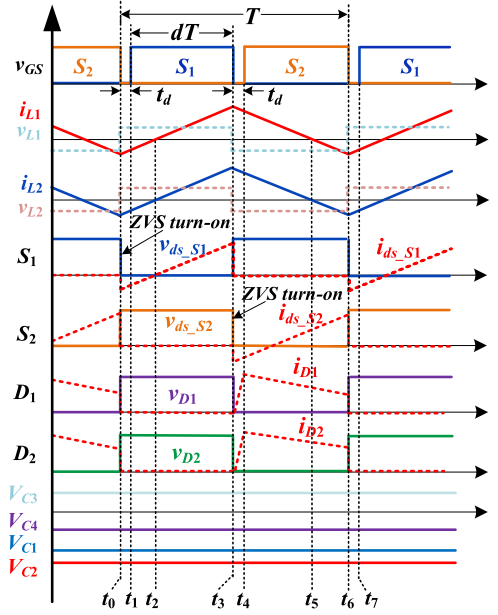 T
dT
v_GS S_2 S_1 S_2 S_1
t_d t_d
i_L1
v_L1
i_L2
v_L2
ZVS turn-on
S_1 v_ds_S1 i_ds_S1
ZVS turn-on
S_2 v_ds_S2 i_ds_S2
D_1 v_D1 i_D1
D_2 v_D2 i_D2
V_C3
V_C4
V_C1
V_C2
t_0 t_1 t_2 t_3 t_4 t_5 t_6 t_7